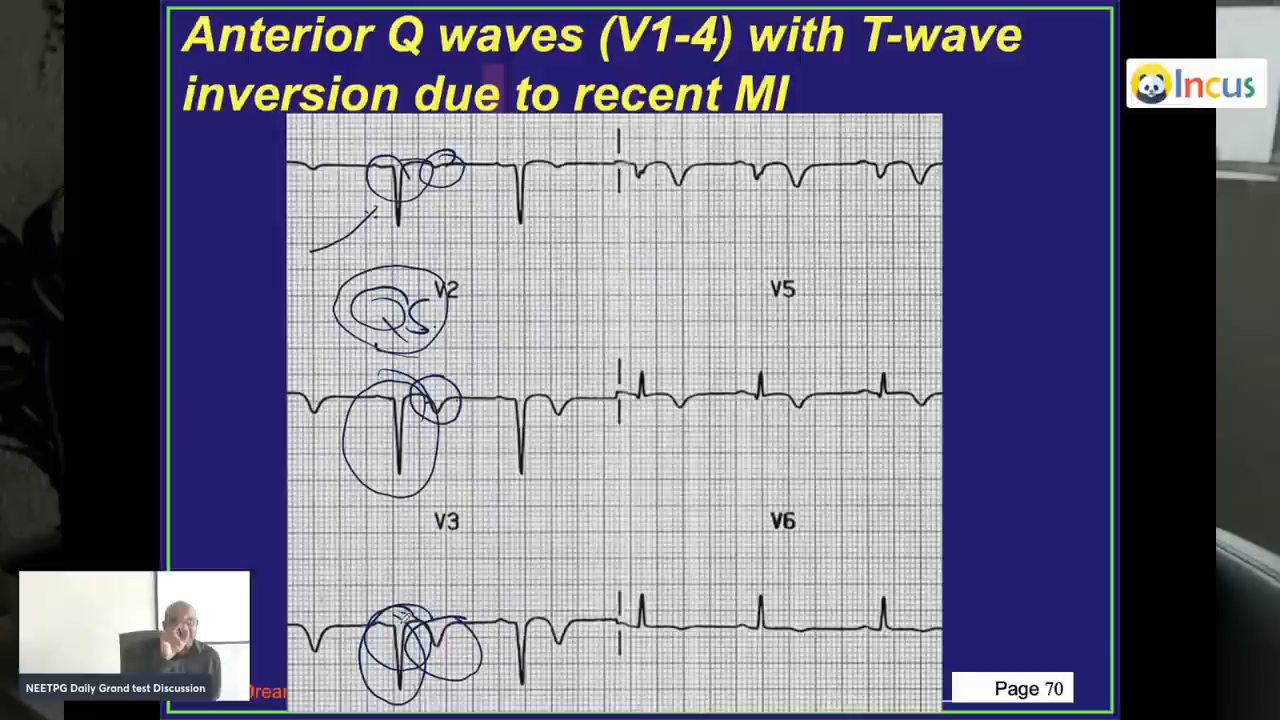 Anterior Q waves (V1-4) with T-wave
inversion due to recent MI
Incus
V2
V5
QS
V3
V6
NEETPG Daily Grand test Discussion
Page 70